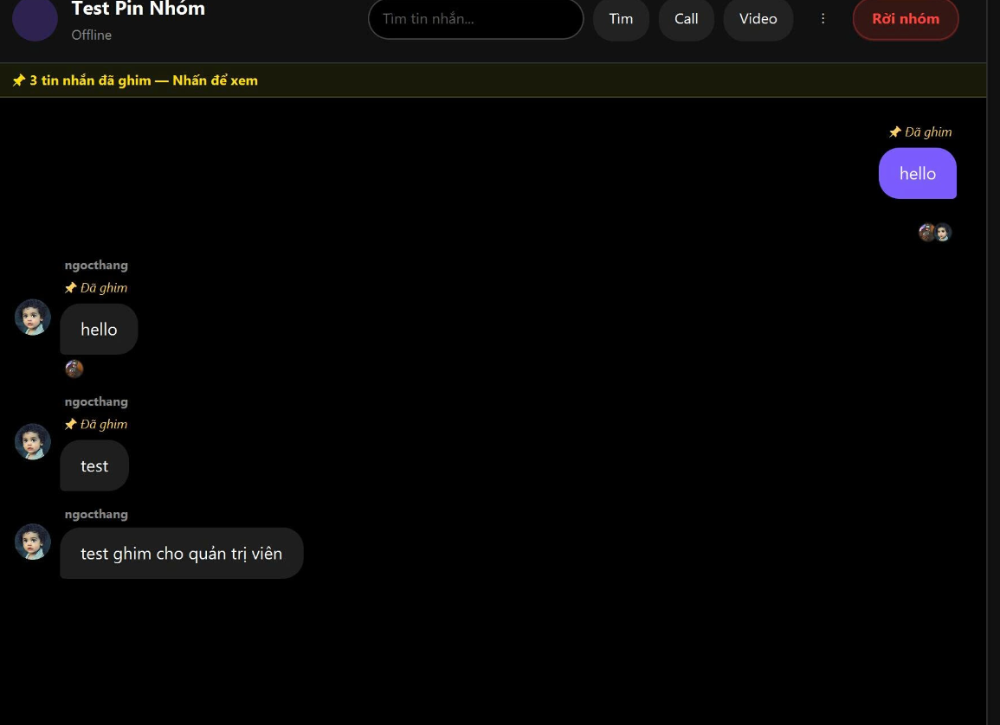 Test Pin Nhóm
Offline
Tìm tin nhắn...
Tìm
Call
Video
Rời nhóm
📌 3 tin nhắn đã ghim — Nhấn để xem
📌 Đã ghim
hello
ngocthang
📌 Đã ghim
hello
ngocthang
📌 Đã ghim
test
ngocthang
test ghim cho quản trị viên